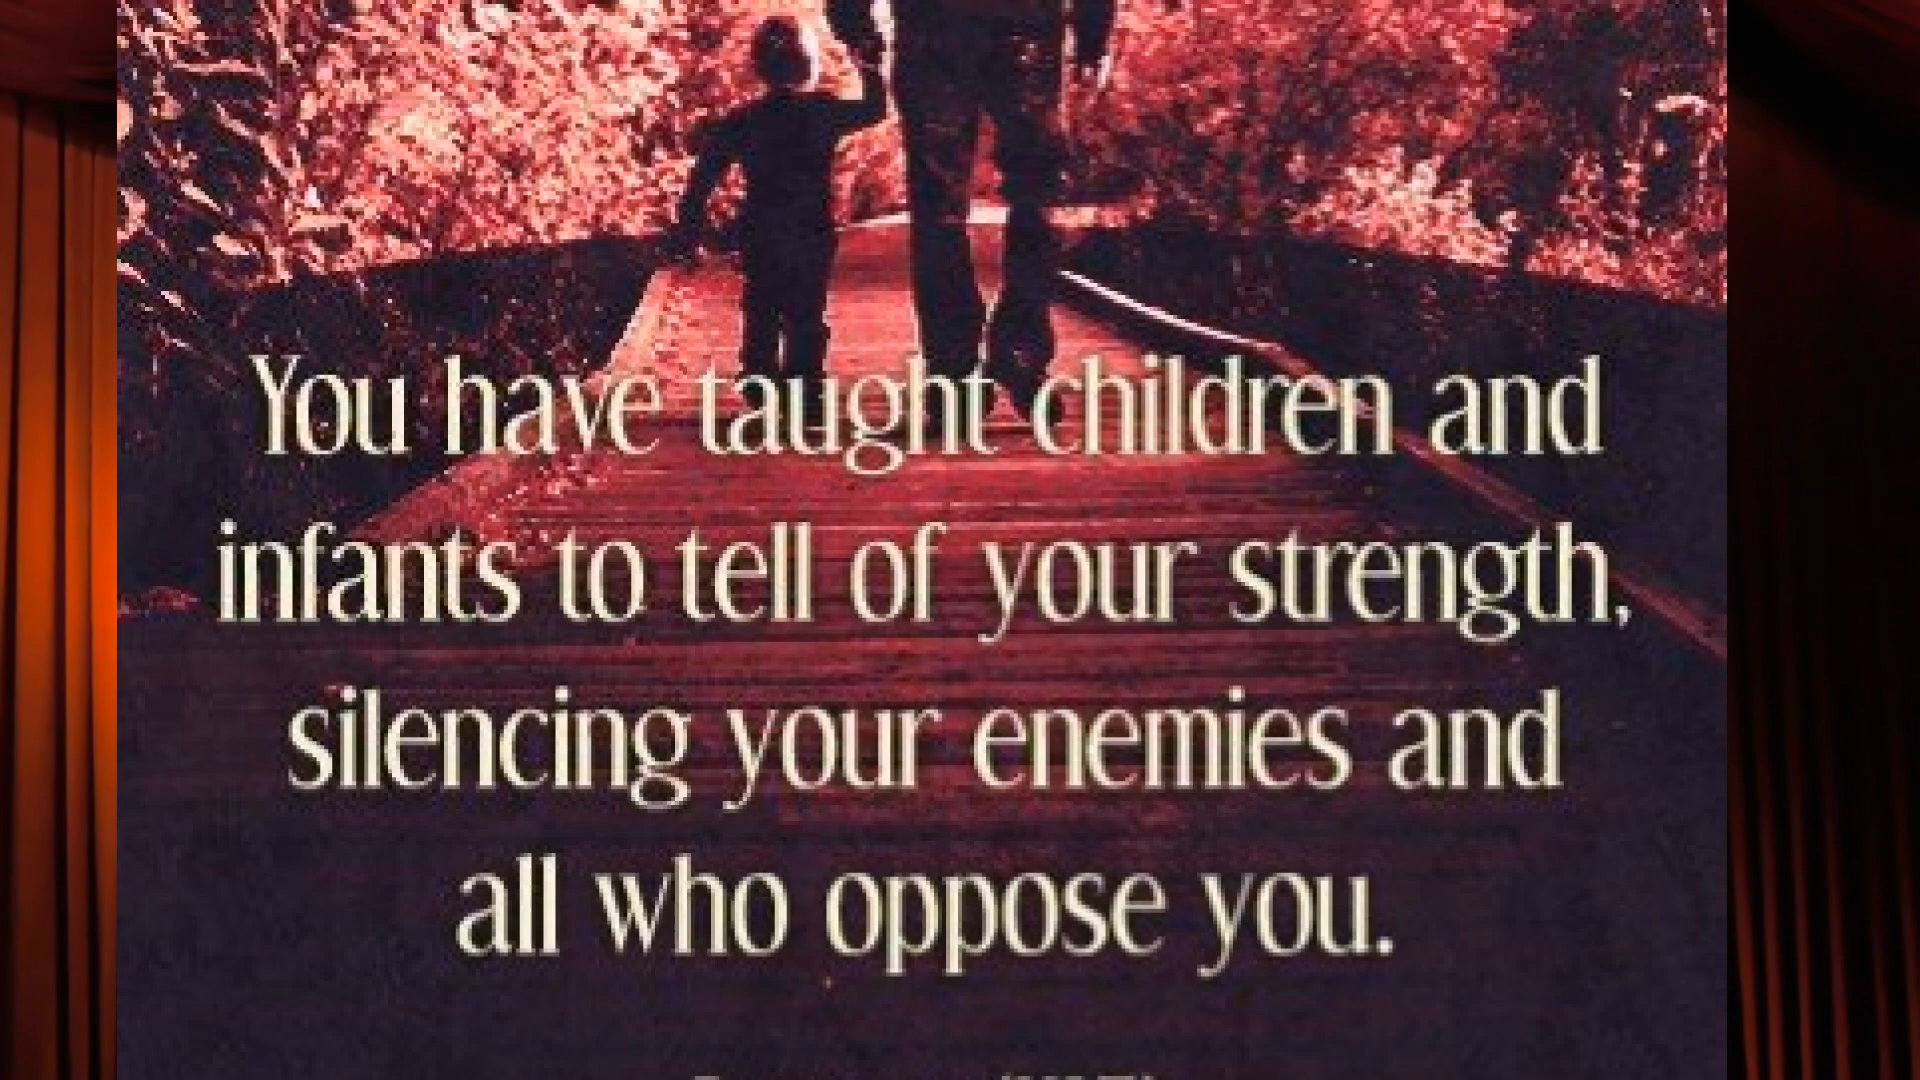 You have taught children and
infants to tell of your strength,
silencing your enemies and
all who oppose you.